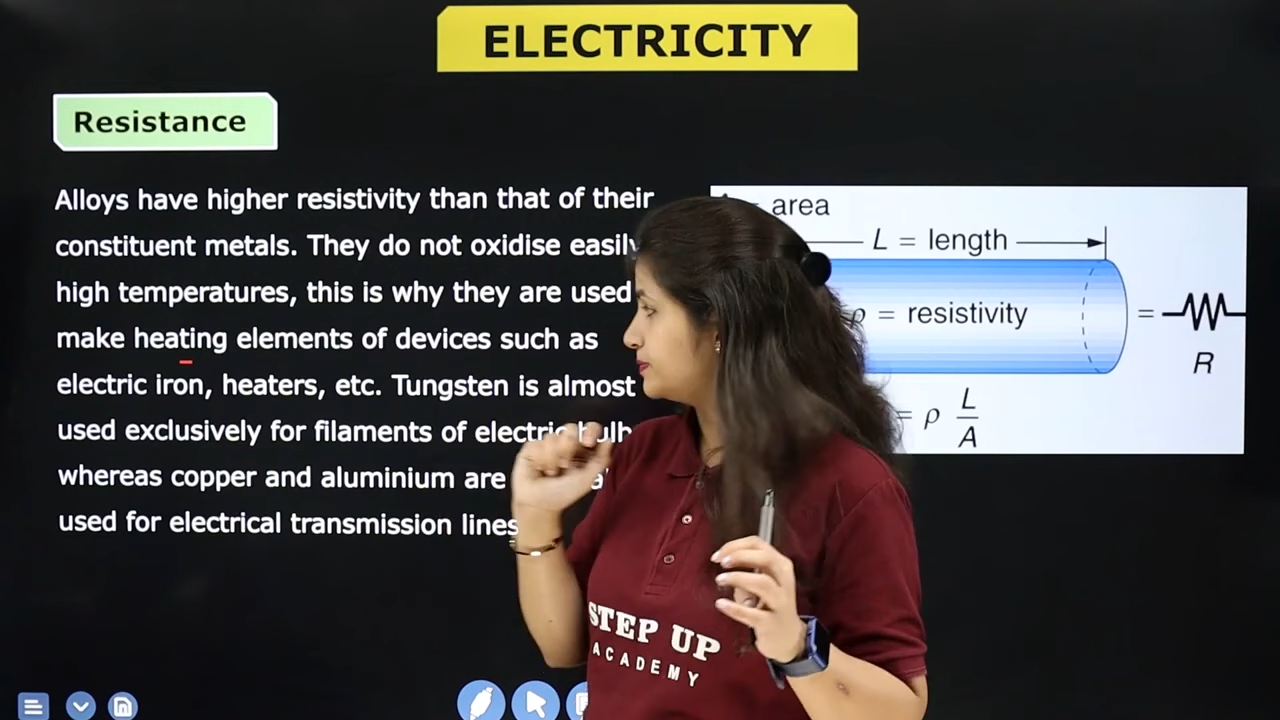 ELECTRICITY
Resistance
Alloys have higher resistivity than that of their
constituent metals. They do not oxidise easily
high temperatures, this is why they are used
make heating elements of devices such as
electric iron, heaters, etc. Tungsten is almost
used exclusively for filaments of electric bulb
whereas copper and aluminium are
used for electrical transmission lines
= area
L = length
ρ = resistivity
=
R
= ρ L
A
STEP UP
ACADEMY